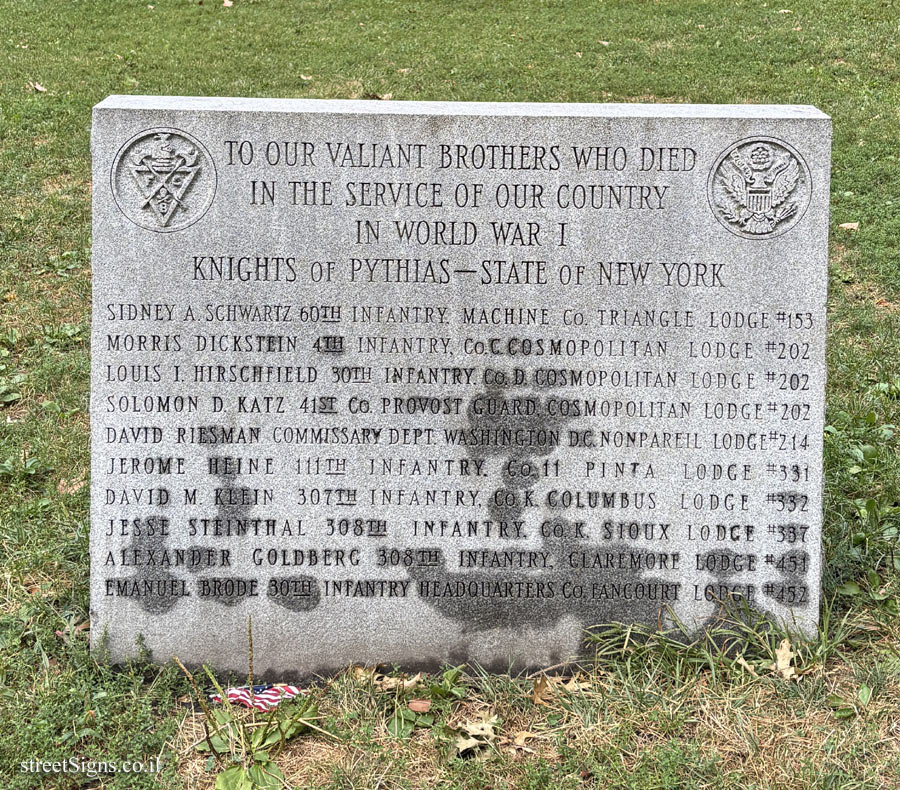 TO OUR VALIANT BROTHERS WHO DIED
IN THE SERVICE OF OUR COUNTRY
IN WORLD WAR I
KNIGHTS OF PYTHIAS—STATE OF NEW YORK
SIDNEY A. SCHWARTZ 60TH INFANTRY. MACHINE Co. TRIANGLE LODGE #153
MORRIS DICKSTEIN 4TH INFANTRY, Co.C. COSMOPOLITAN LODGE #202
LOUIS I. HIRSCHFIELD 30TH INFANTRY. Co. D. COSMOPOLITAN LODGE #202
SOLOMON D. KATZ 41ST Co. PROVOST GUARD. COSMOPOLITAN LODGE #202
DAVID RIESMAN COMMISSARY DEPT. WASHINGTON D.C. NONPAREIL LODGE #214
JEROME HEINE 111TH INFANTRY. Co. 11 PINTA LODGE #331
DAVID M. KLEIN 307TH INFANTRY, Co. K. COLUMBUS LODGE #332
JESSE STEINTHAL 308TH INFANTRY. Co. K. SIOUX LODGE #337
ALEXANDER GOLDBERG 308TH INFANTRY. CLAREMORE LODGE #451
EMANUEL BRODE 30TH INFANTRY HEADQUARTERS Co. FANCOURT LODGE #452
streetSigns.co.in